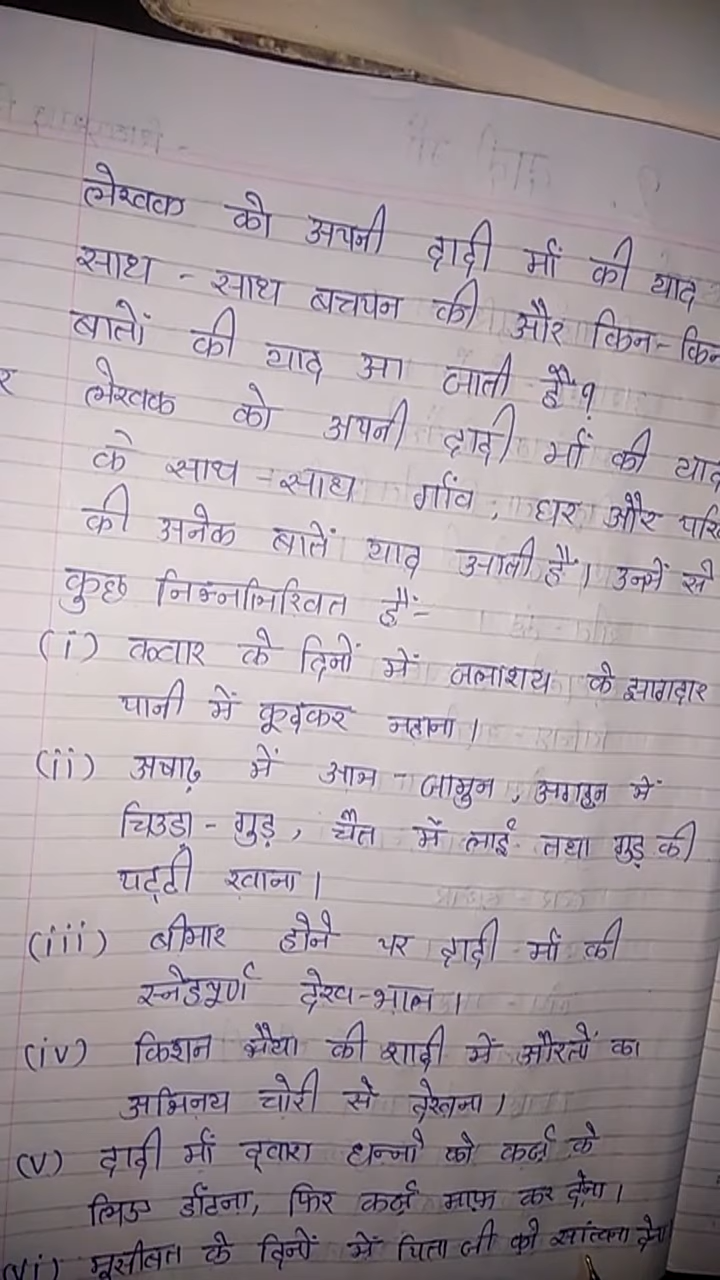 लेखक को अपनी दादी माँ की याद
साथ - साथ बचपन की और किन-किन
बातों की याद आ जाती है?
र लेखक को अपनी दादी माँ की याद
के साथ - साथ गाँव, घर और परि
की अनेक बातें याद आती है। उनमें से
कुछ निम्नलिखित हैं:-
(i) क्वार के दिनों में जलाशय के झागदार
पानी में कूदकर नहाना।
(ii) अषाढ़ में आम - जामुन, अगहन में
चिउड़ा - गुड़, चैत में लाई तथा गुड़ की
पट्टी खाना।
(iii) बीमार होने पर दादी माँ की
स्नेहपूर्ण देख-भाल।
(iv) किशन भैया की शादी में औरतों का
अभिनय चोरी से देखना।
(v) दादी माँ द्वारा धन्नो को कर्ज के
लिए डाँटना, फिर कर्ज माफ़ कर देना।
(vi) मुसीबत के दिनों में पिता जी को सांत्वना देना